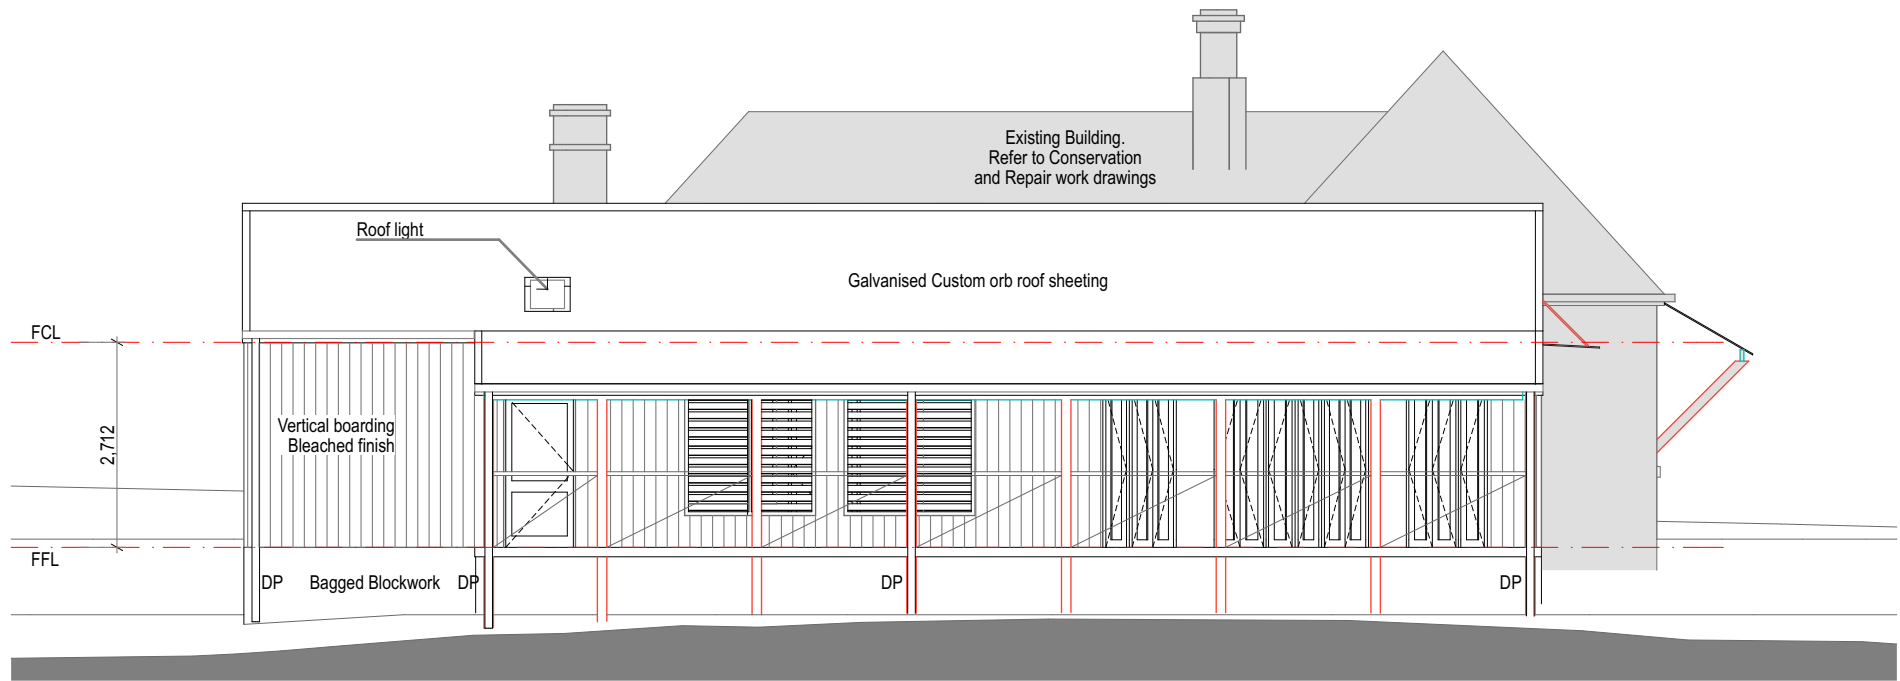 Existing Building.
Refer to Conservation
and Repair work drawings
Roof light
Galvanised Custom orb roof sheeting
FCL
2,712
Vertical boarding
Bleached finish
FFL
DP Bagged Blockwork DP DP DP